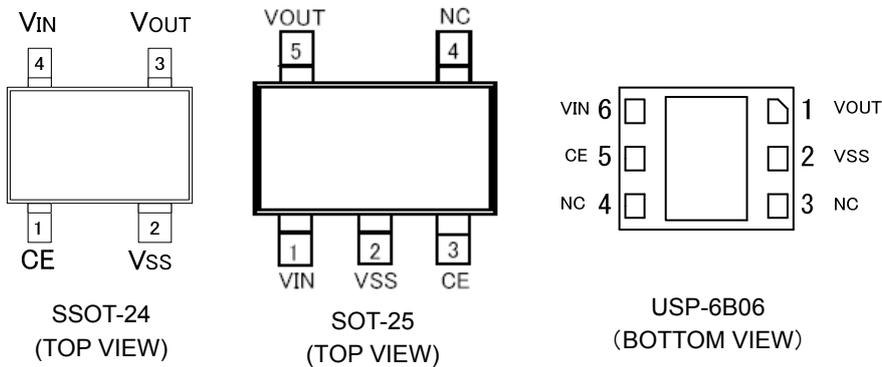 VIN VOUT
4 3
1 2
CE VSS
SSOT-24
(TOP VIEW)
VOUT NC
5 4
1 2 3
VIN VSS CE
SOT-25
(TOP VIEW)
VIN 6 1 VOUT
CE 5 2 VSS
NC 4 3 NC
USP-6B06
（BOTTOM VIEW）